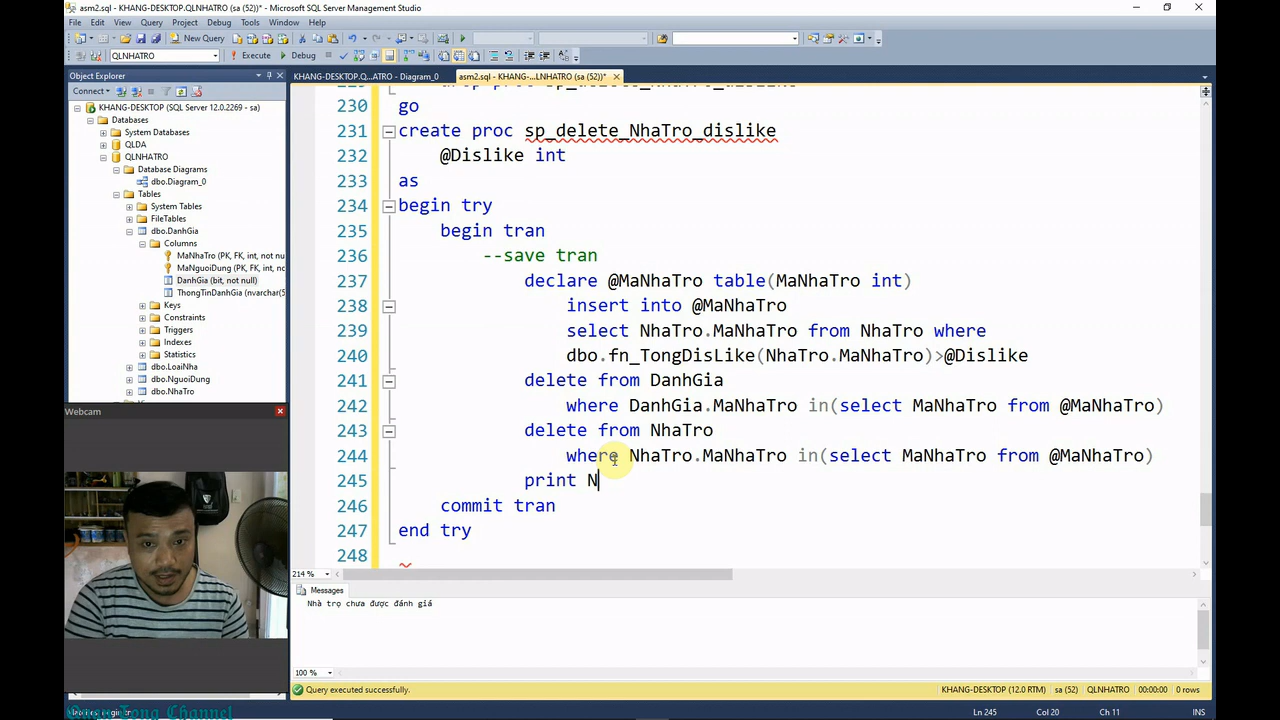 asm2.sql - KHANG-DESKTOP.QLNHATRO (sa (52))* - Microsoft SQL Server Management Studio
File Edit View Query Project Debug Tools Window Help
New Query
QLNHATRO Execute Debug
Object Explorer
KHANG-DESKTOP.Q...ATRO - Diagram_0 asm2.sql - KHANG-...LNHATRO (sa (52))*
Connect
KHANG-DESKTOP (SQL Server 12.0.2269 - sa)
Databases
System Databases
QLDA
QLNHATRO
Database Diagrams
dbo.Diagram_0
Tables
System Tables
FileTables
dbo.DanhGia
Columns
MaNhaTro (PK, FK, int, not nu
MaNguoiDung (PK, FK, int, no
DanhGia (bit, not null)
ThongTinDanhGia (nvarchar(5
Keys
Constraints
Triggers
Indexes
Statistics
dbo.LoaiNha
dbo.NguoiDung
dbo.NhaTro
Webcam
230 go
231 create proc sp_delete_NhaTro_dislike
232 @Dislike int
233 as
234 begin try
235 begin tran
236 --save tran
237 declare @MaNhaTro table(MaNhaTro int)
238 insert into @MaNhaTro
239 select NhaTro.MaNhaTro from NhaTro where
240 dbo.fn_TongDisLike(NhaTro.MaNhaTro)>@Dislike
241 delete from DanhGia
242 where DanhGia.MaNhaTro in(select MaNhaTro from @MaNhaTro)
243 delete from NhaTro
244 where NhaTro.MaNhaTro in(select MaNhaTro from @MaNhaTro)
245 print N
246 commit tran
247 end try
248
214 %
Messages
Nhà trọ chưa được đánh giá
100 %
Query executed successfully. KHANG-DESKTOP (12.0 RTM) sa (52) QLNHATRO 00:00:00 0 rows
Ln 245 Col 20 Ch 11 INS